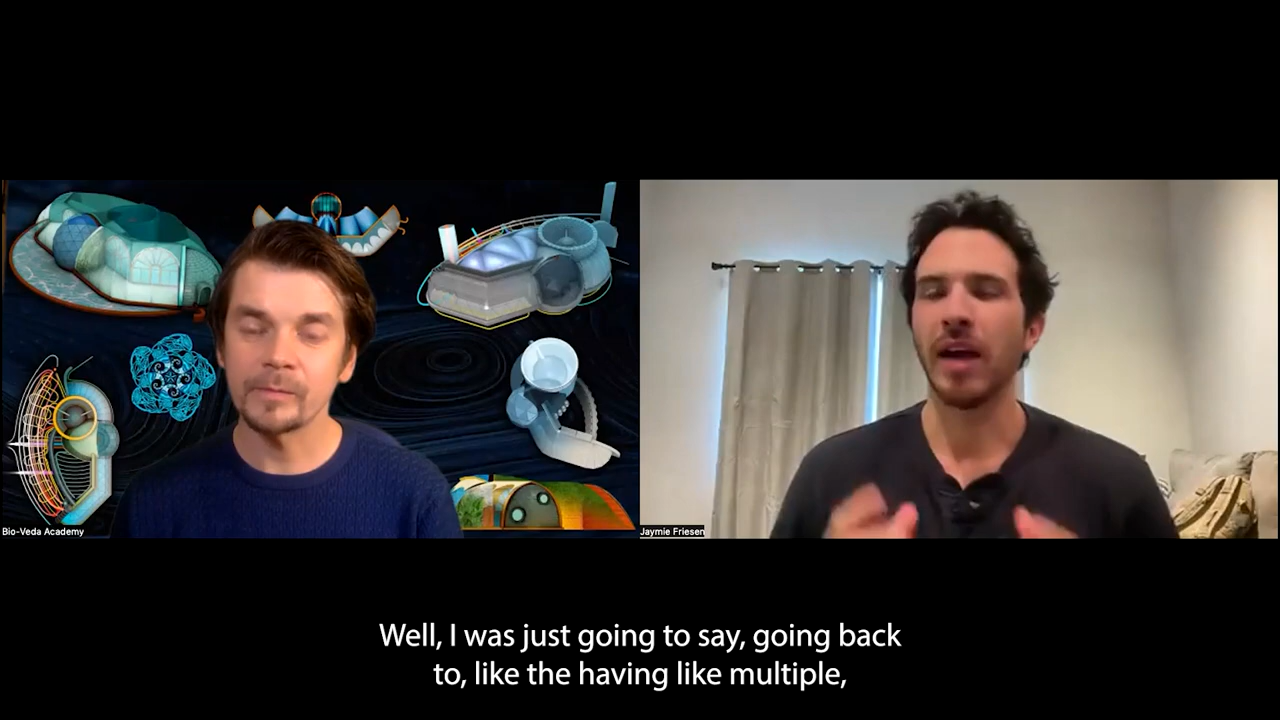 Bio-Veda Academy
Jaymie Friesen
Well, I was just going to say, going back
to, like the having like multiple,